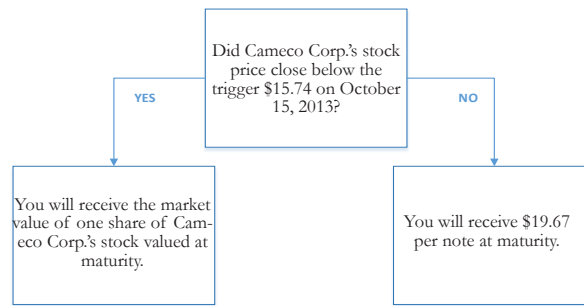 Did Cameco Corp.'s stock
price close below the
trigger $15.74 on October
15, 2013?
YES
NO
You will receive the market
value of one share of Cam-
eco Corp.'s stock valued at
maturity.
You will receive $19.67
per note at maturity.